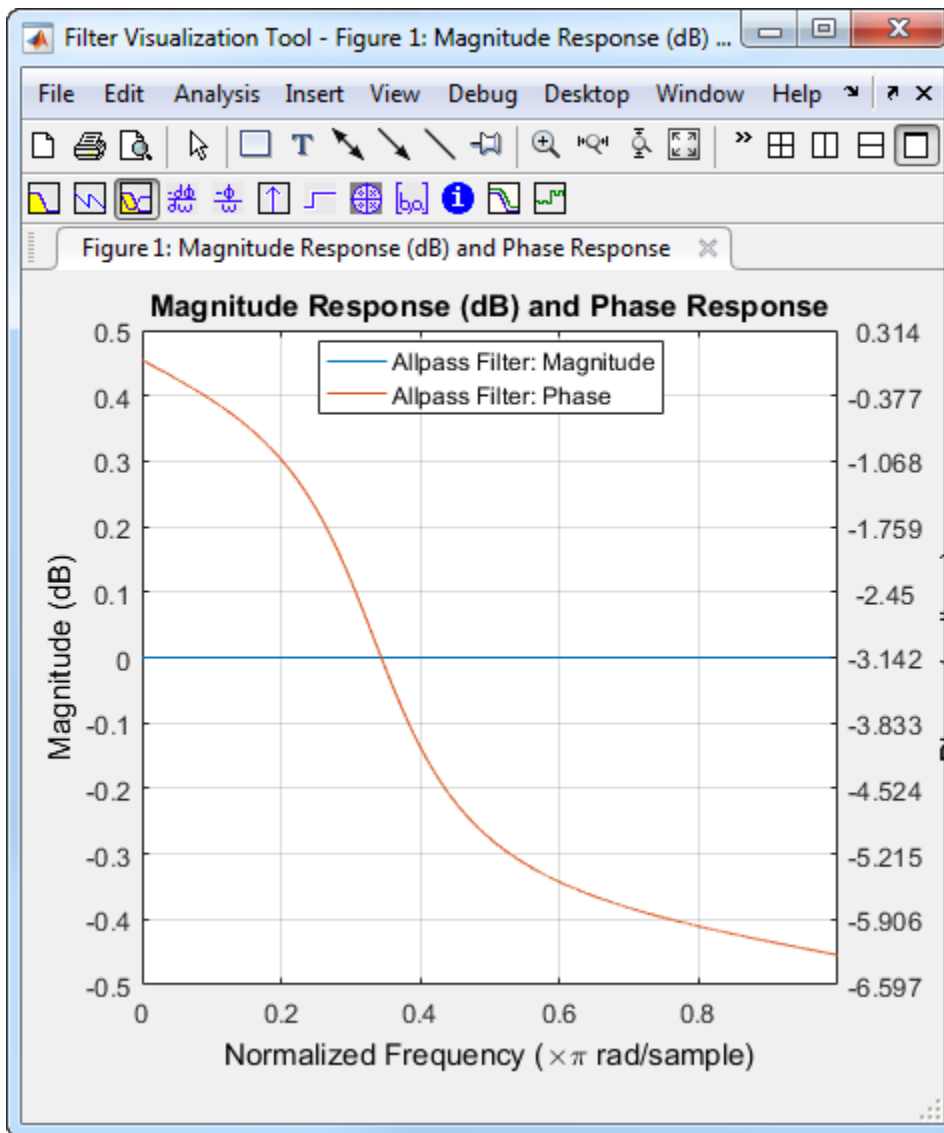 Filter Visualization Tool - Figure 1: Magnitude Response (dB) ...
File Edit Analysis Insert View Debug Desktop Window Help
Figure 1: Magnitude Response (dB) and Phase Response
Magnitude Response (dB) and Phase Response
Allpass Filter: Magnitude
Allpass Filter: Phase
0.5
0.4
0.3
0.2
0.1
0
-0.1
-0.2
-0.3
-0.4
-0.5
Magnitude (dB)
0.314
-0.377
-1.068
-1.759
-2.45
-3.142
-3.833
-4.524
-5.215
-5.906
-6.597
0 0.2 0.4 0.6 0.8
Normalized Frequency (×π rad/sample)